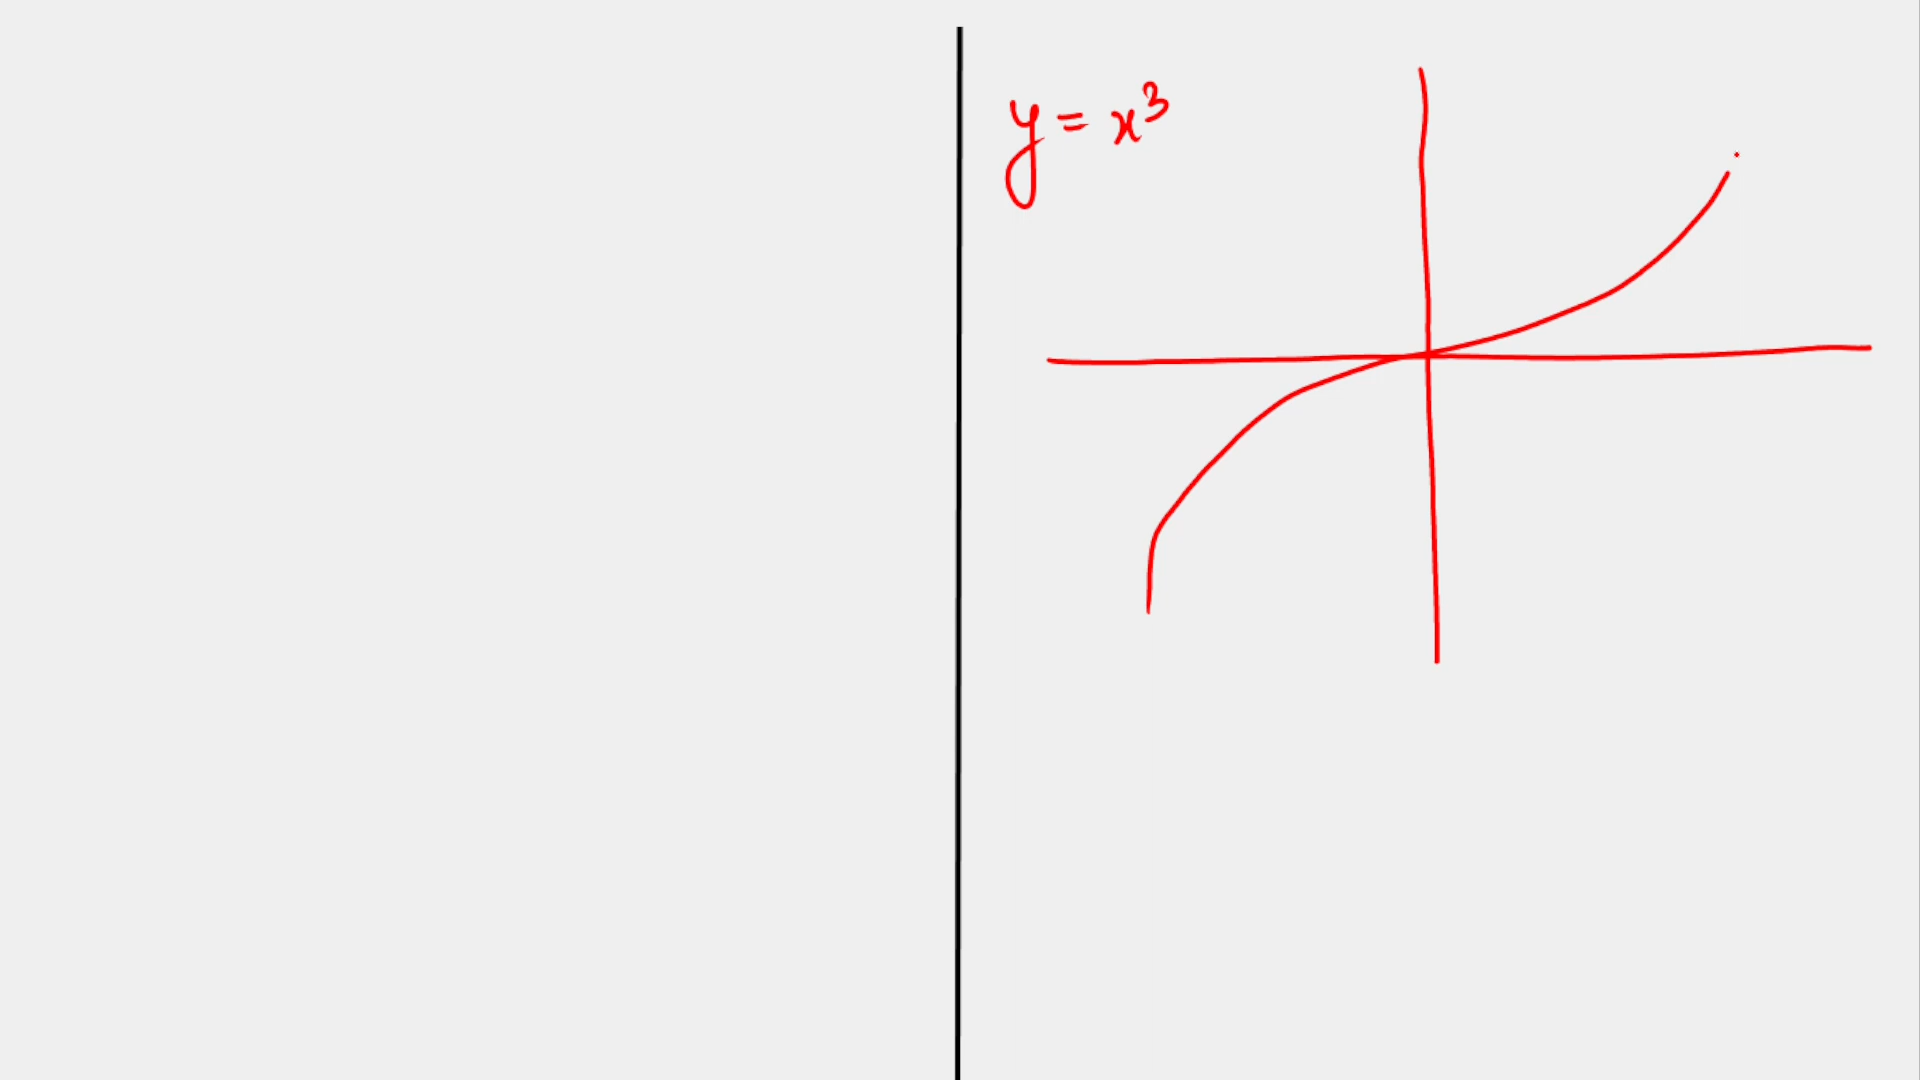 y = x³